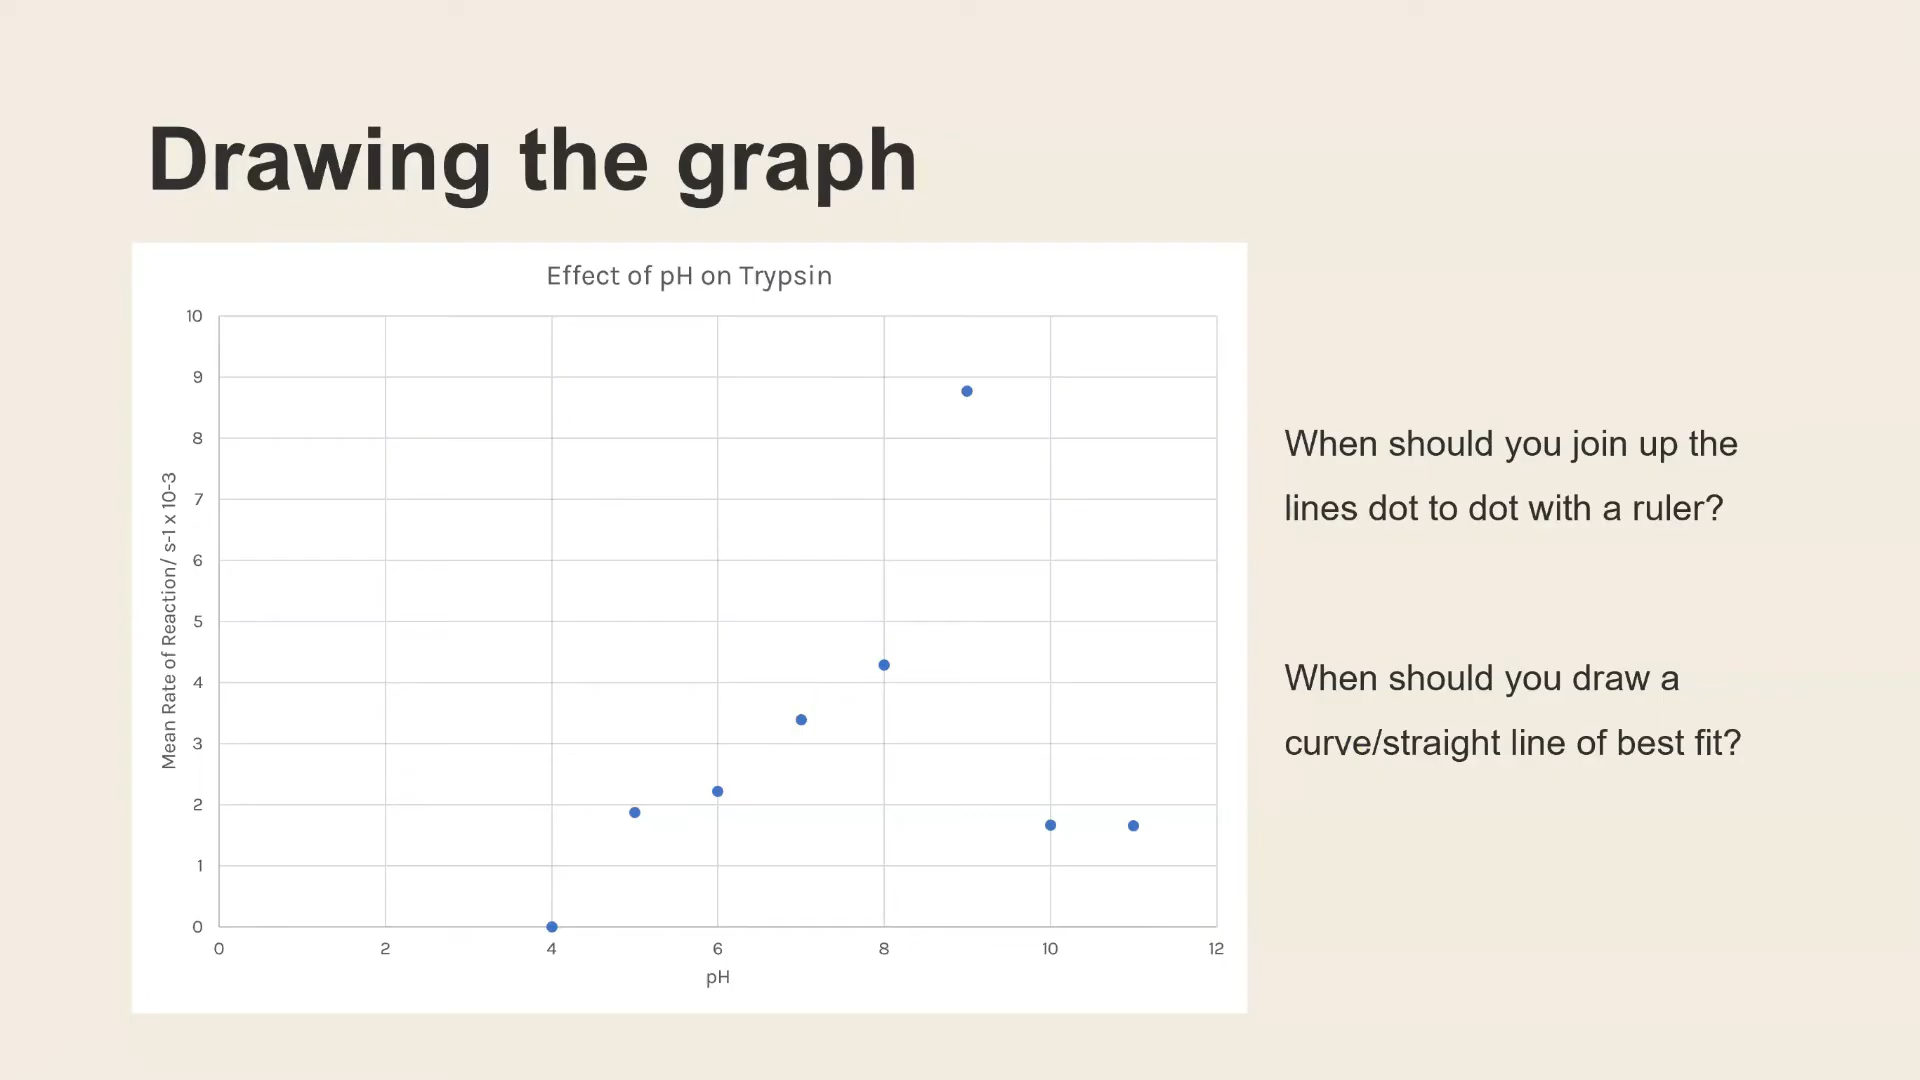 Drawing the graph
Effect of pH on Trypsin
10
9
8
7
6
5
4
3
2
1
0
Mean Rate of Reaction/ s-1 x 10-3
0 2 4 6 8 10 12
pH
When should you join up the
lines dot to dot with a ruler?
When should you draw a
curve/straight line of best fit?